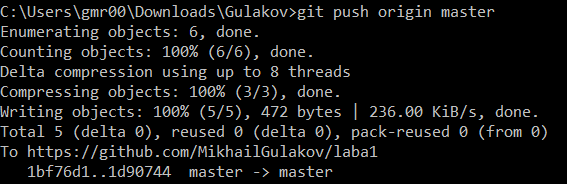 C:\Users\gmr00\Downloads\Gulakov>git push origin master
Enumerating objects: 6, done.
Counting objects: 100% (6/6), done.
Delta compression using up to 8 threads
Compressing objects: 100% (3/3), done.
Writing objects: 100% (5/5), 472 bytes | 236.00 KiB/s, done.
Total 5 (delta 0), reused 0 (delta 0), pack-reused 0 (from 0)
To https://github.com/MikhailGulakov/laba1
   1bf76d1..1d90744  master -> master